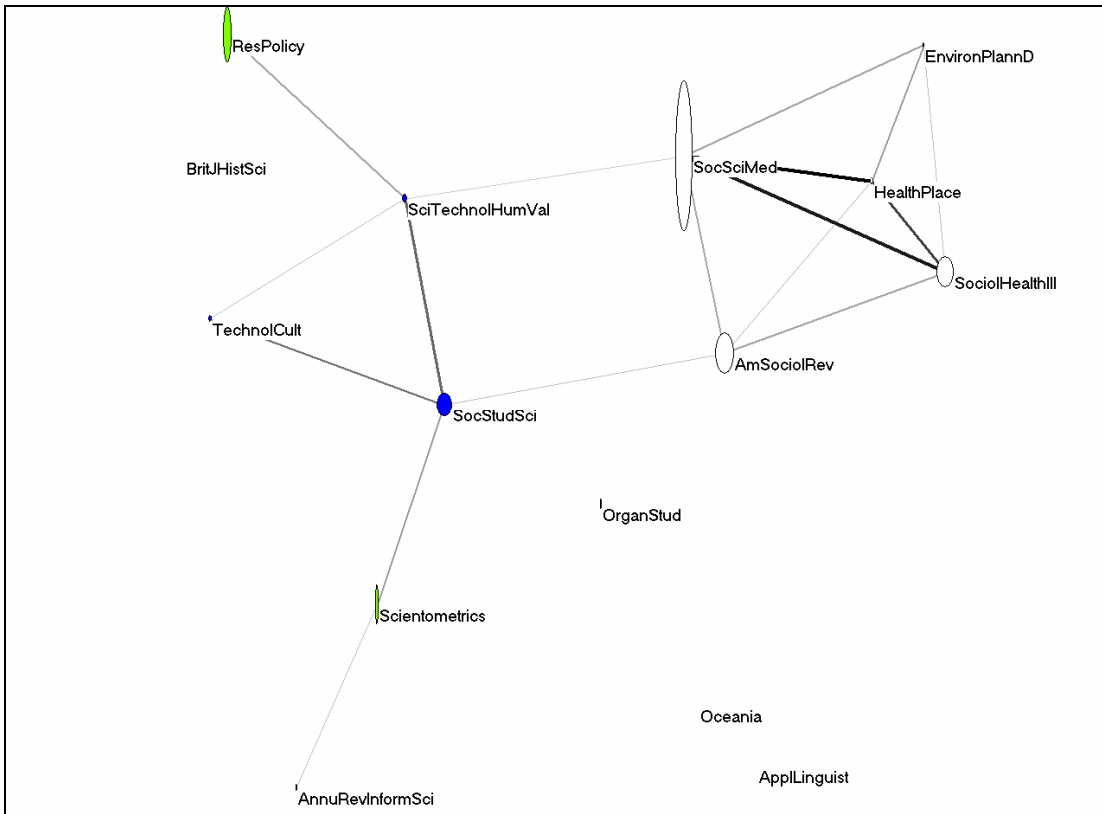 ResPolicy
EnvironPlannD
BritJHistSci
SocSciMed
HealthPlace
SciTechnolHumVal
SociolHealthIll
TechnolCult
AmSociolRev
SocStudSci
OrganStud
Scientometrics
Oceania
ApplLinguist
AnnuRevInformSci